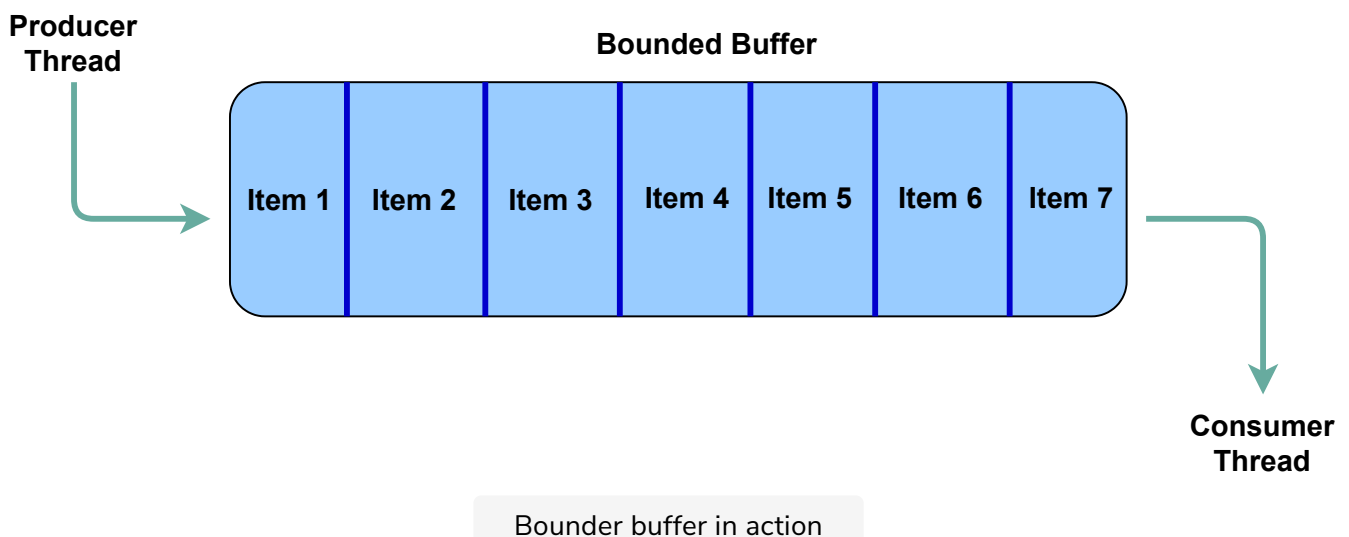 Producer
Thread
Bounded Buffer
Item 1 Item 2 Item 3 Item 4 Item 5 Item 6 Item 7
Consumer
Thread
Bounder buffer in action